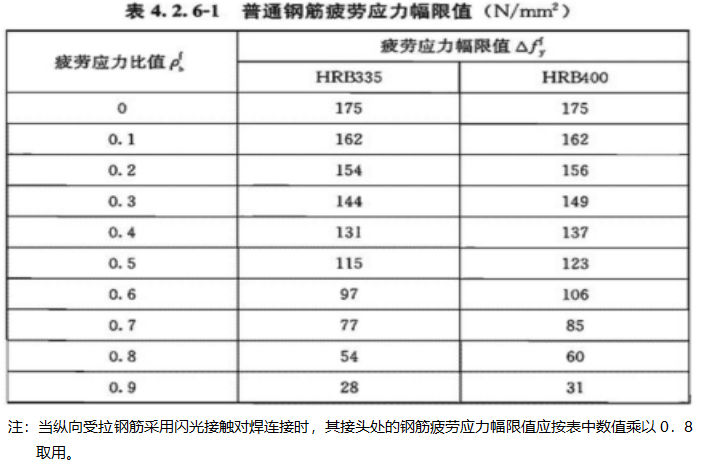 表 4.2.6-1 普通钢筋疲劳应力幅限值（N/mm²）
疲劳应力比值 ρₛᶠ
疲劳应力幅限值 Δfᵧᶠ
HRB335 HRB400
0 175 175
0.1 162 162
0.2 154 156
0.3 144 149
0.4 131 137
0.5 115 123
0.6 97 106
0.7 77 85
0.8 54 60
0.9 28 31
注：当纵向受拉钢筋采用闪光接触对焊连接时，其接头处的钢筋疲劳应力幅限值应按表中数值乘以０．８
取用。